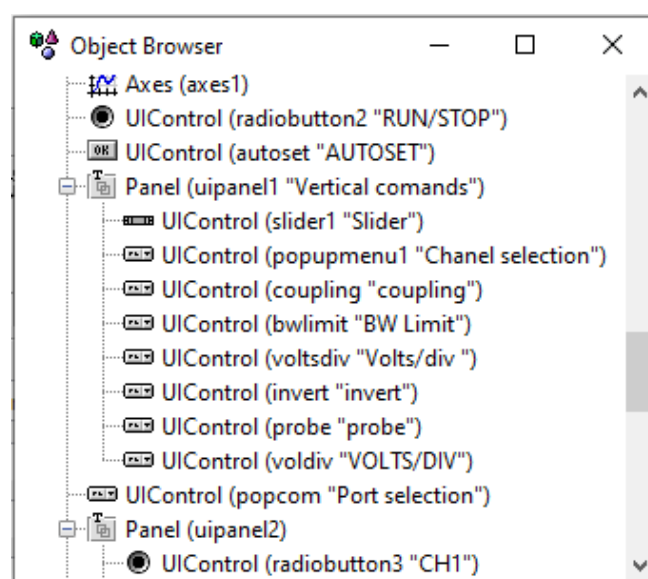 Object Browser
Axes (axes1)
UIControl (radiobutton2 "RUN/STOP")
UIControl (autoset "AUTOSET")
Panel (uipanel1 "Vertical comands")
UIControl (slider1 "Slider")
UIControl (popupmenu1 "Chanel selection")
UIControl (coupling "coupling")
UIControl (bwlimit "BW Limit")
UIControl (voltsdiv "Volts/div ")
UIControl (invert "invert")
UIControl (probe "probe")
UIControl (voldiv "VOLTS/DIV")
UIControl (popcom "Port selection")
Panel (uipanel2)
UIControl (radiobutton3 "CH1")